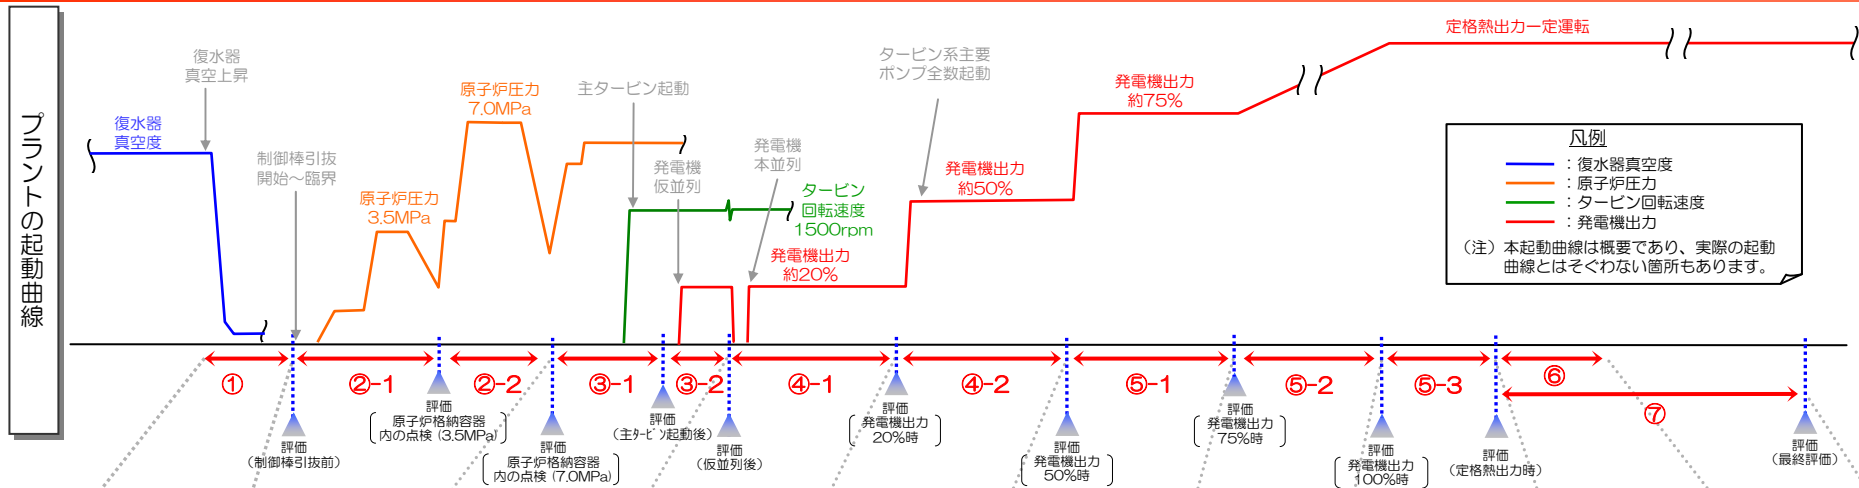 プラントの起動曲線
復水器
真空度
復水器
真空上昇
制御棒引抜
開始～臨界
原子炉圧力
3.5MPa
原子炉圧力
7.0MPa
主タービン起動
発電機
仮並列
発電機
本並列
タービン
回転速度
1500rpm
発電機出力
約20%
タービン系主要
ポンプ全数起動
発電機出力
約50%
発電機出力
約75%
定格熱出力一定運転
凡例
：復水器真空度
：原子炉圧力
：タービン回転速度
：発電機出力
（注）本起動曲線は概要であり、実際の起動
曲線とはそぐわない箇所もあります。
①
②-1
②-2
③-1
③-2
④-1
④-2
⑤-1
⑤-2
⑤-3
⑥
⑦
評価
（制御棒引抜前）
評価
原子炉格納容器
内の点検（3.5MPa）
評価
原子炉格納容器
内の点検（7.0MPa）
評価
（主ﾀｰﾋﾞﾝ起動後）
評価
（仮並列後）
評価
発電機出力
20%時
評価
発電機出力
50%時
評価
発電機出力
75%時
評価
発電機出力
100%時
評価
（定格熱出力時）
評価
（最終評価）